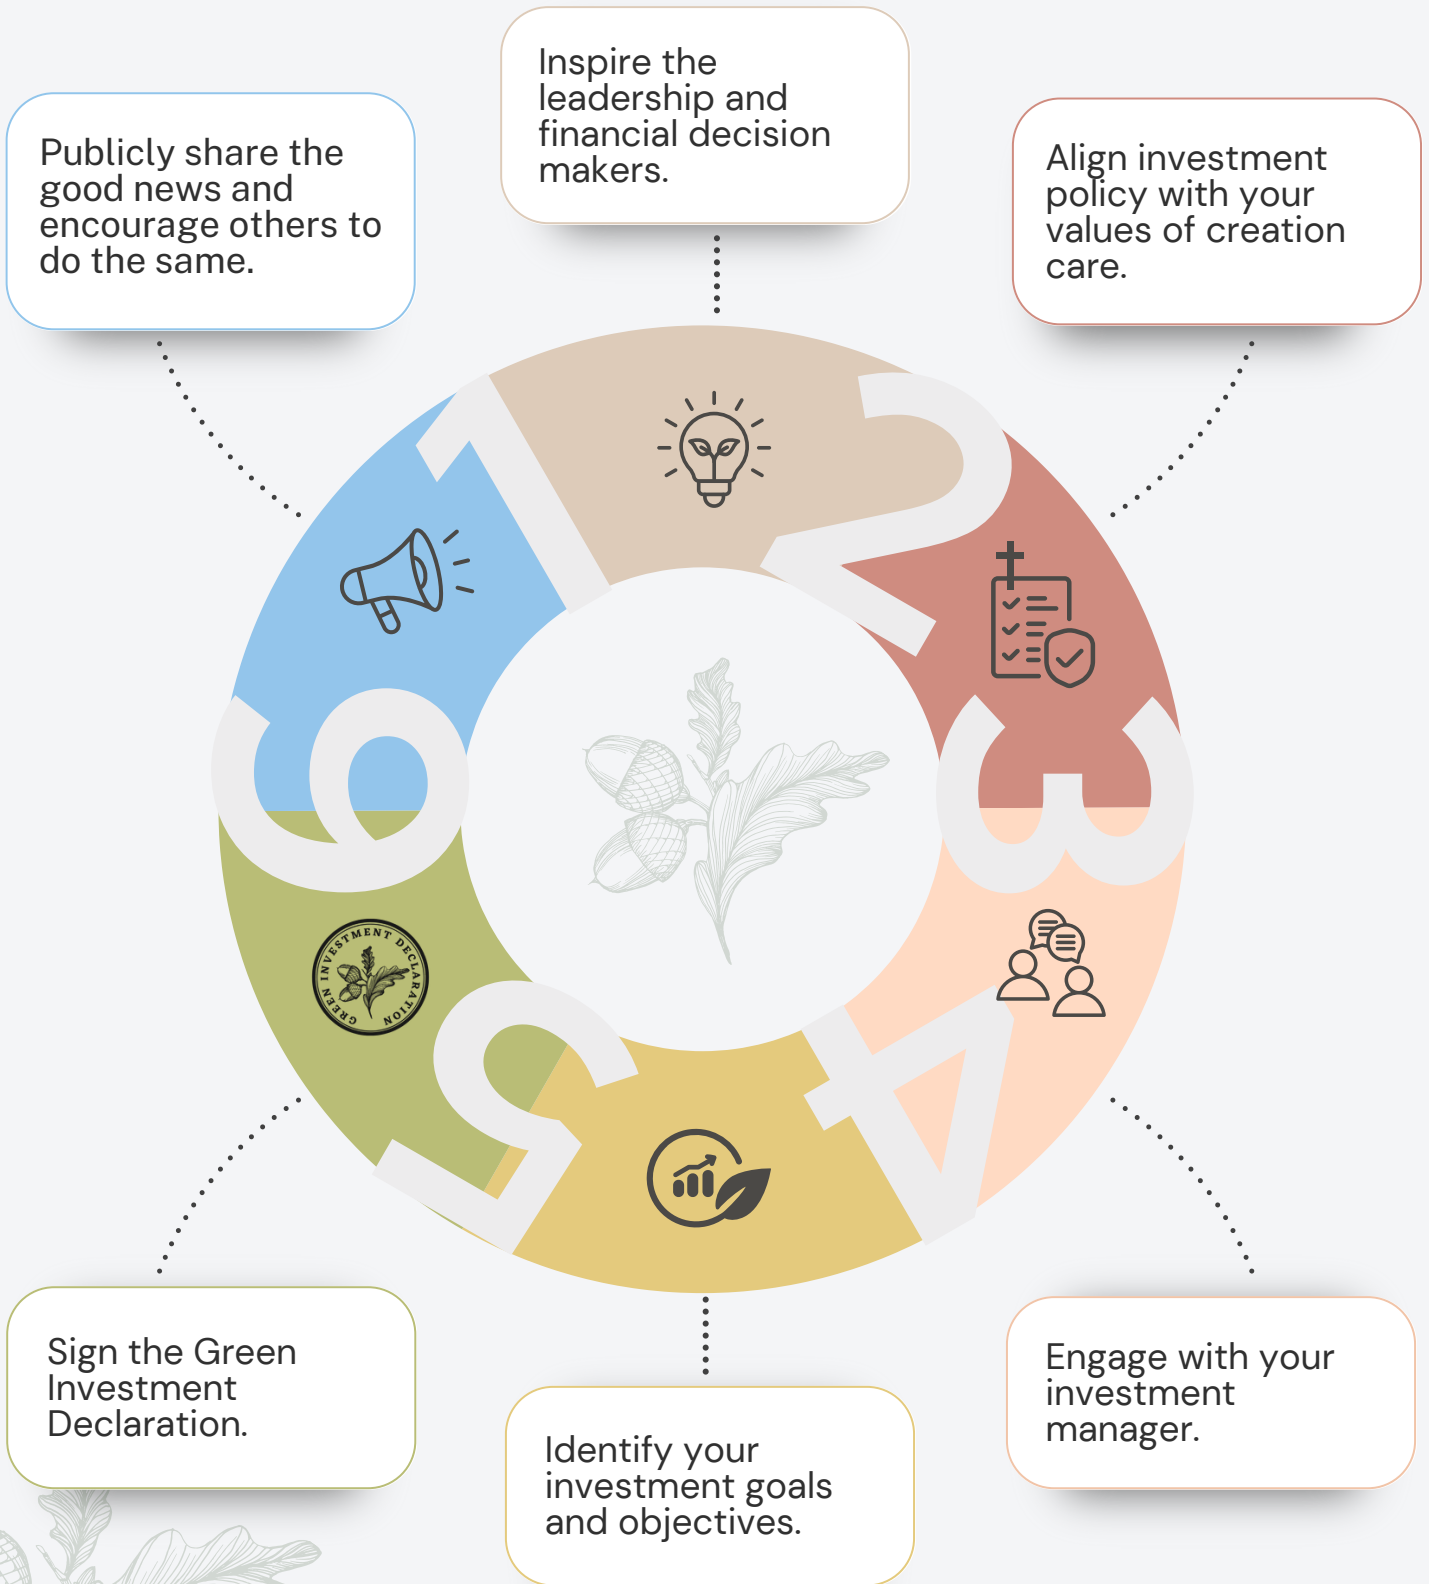 Inspire the
leadership and
financial decision
makers.
Publicly share the
good news and
encourage others to
do the same.
Align investment
policy with your
values of creation
care.
1
2
3
4
5
6
GREEN INVESTMENT DECLARATION
Sign the Green
Investment
Declaration.
Identify your
investment goals
and objectives.
Engage with your
investment
manager.